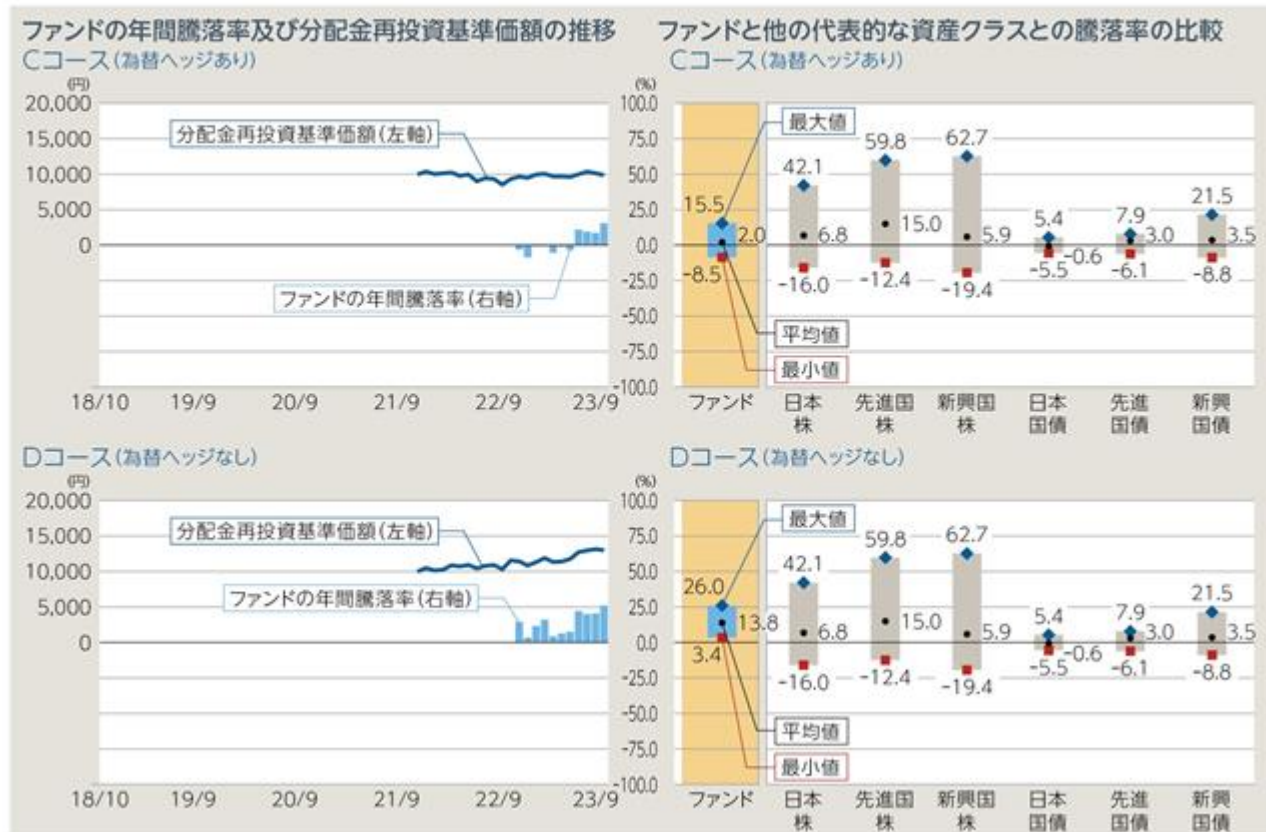 ファンドの年間騰落率及び分配金再投資基準価額の推移
Cコース(為替ヘッジあり)
(円)
(%)
20,000
15,000
10,000
5,000
0
100.0
75.0
50.0
25.0
0.0
-25.0
-50.0
-75.0
-100.0
分配金再投資基準価額(左軸)
ファンドの年間騰落率(右軸)
18/10 19/9 20/9 21/9 22/9 23/9
ファンドと他の代表的な資産クラスとの騰落率の比較
Cコース(為替ヘッジあり)
最大値
平均値
最小値
15.5 42.1 59.8 62.7 5.4 7.9 21.5
2.0 6.8 15.0 5.9 -0.6 3.0 3.5
-8.5 -16.0 -12.4 -19.4 -5.5 -6.1 -8.8
ファンド 日本 先進国 新興国 日本 先進 新興
株 株 株 国債 国債 国債
Dコース(為替ヘッジなし)
(円)
(%)
20,000
15,000
10,000
5,000
0
100.0
75.0
50.0
25.0
0.0
-25.0
-50.0
-75.0
-100.0
分配金再投資基準価額(左軸)
ファンドの年間騰落率(右軸)
18/10 19/9 20/9 21/9 22/9 23/9
Dコース(為替ヘッジなし)
最大値
平均値
最小値
26.0 42.1 59.8 62.7 5.4 7.9 21.5
13.8 6.8 15.0 5.9 -0.6 3.0 3.5
3.4 -16.0 -12.4 -19.4 -5.5 -6.1 -8.8
ファンド 日本 先進国 新興国 日本 先進 新興
株 株 株 国債 国債 国債